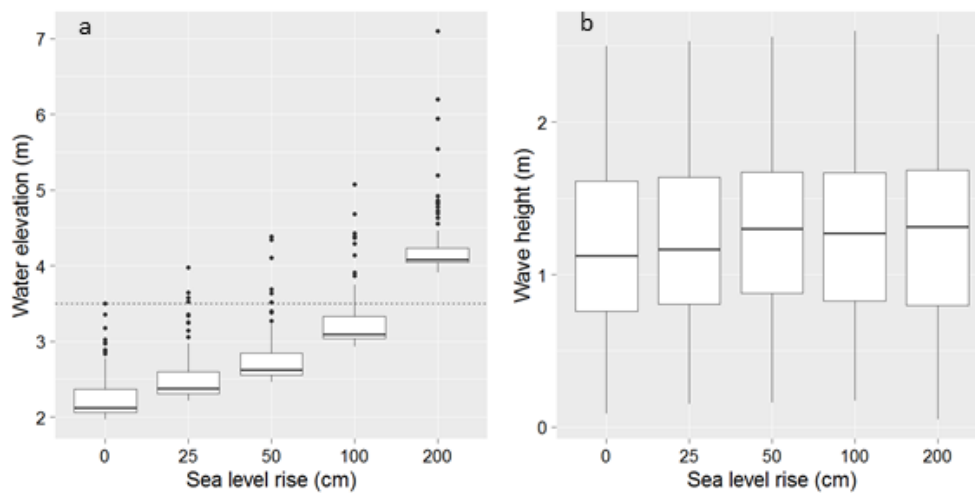 a
7
6
5
4
3
2
Water elevation (m)
0 25 50 100 200
Sea level rise (cm)
b
2
1
0
Wave height (m)
0 25 50 100 200
Sea level rise (cm)